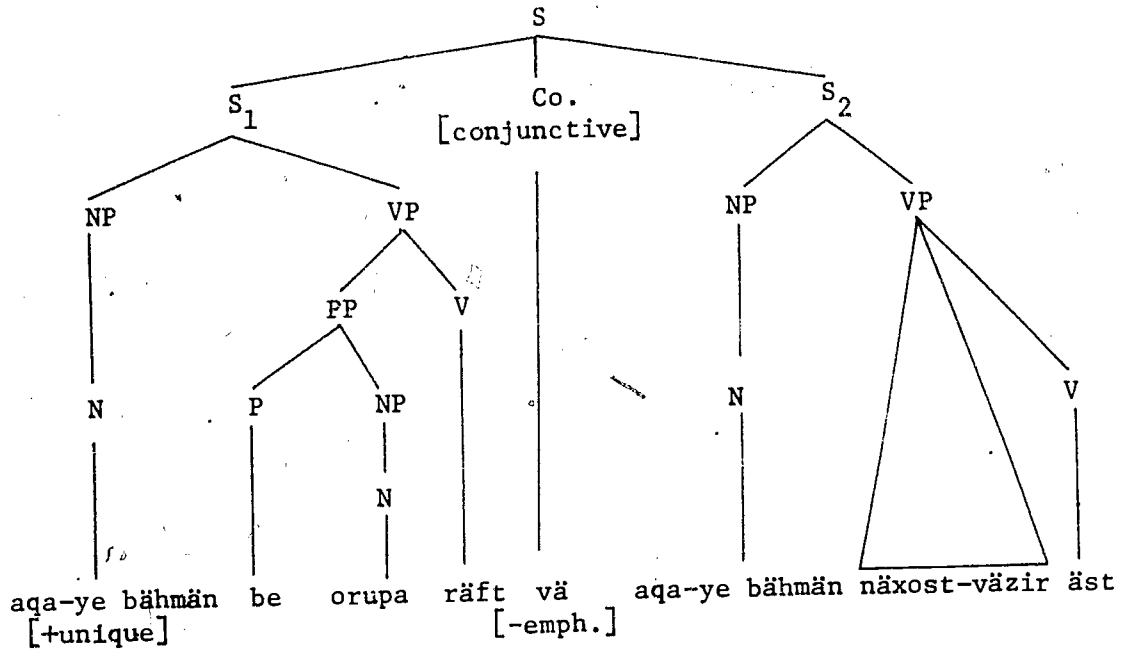 S
S1 Co. S2
[conjunctive]
NP VP NP VP
PP V
N P NP N V
N
aqa-ye bähmän be orupa räft vä aqa-ye bähmän näxost-väzir äst
[+unique] [-emph.]